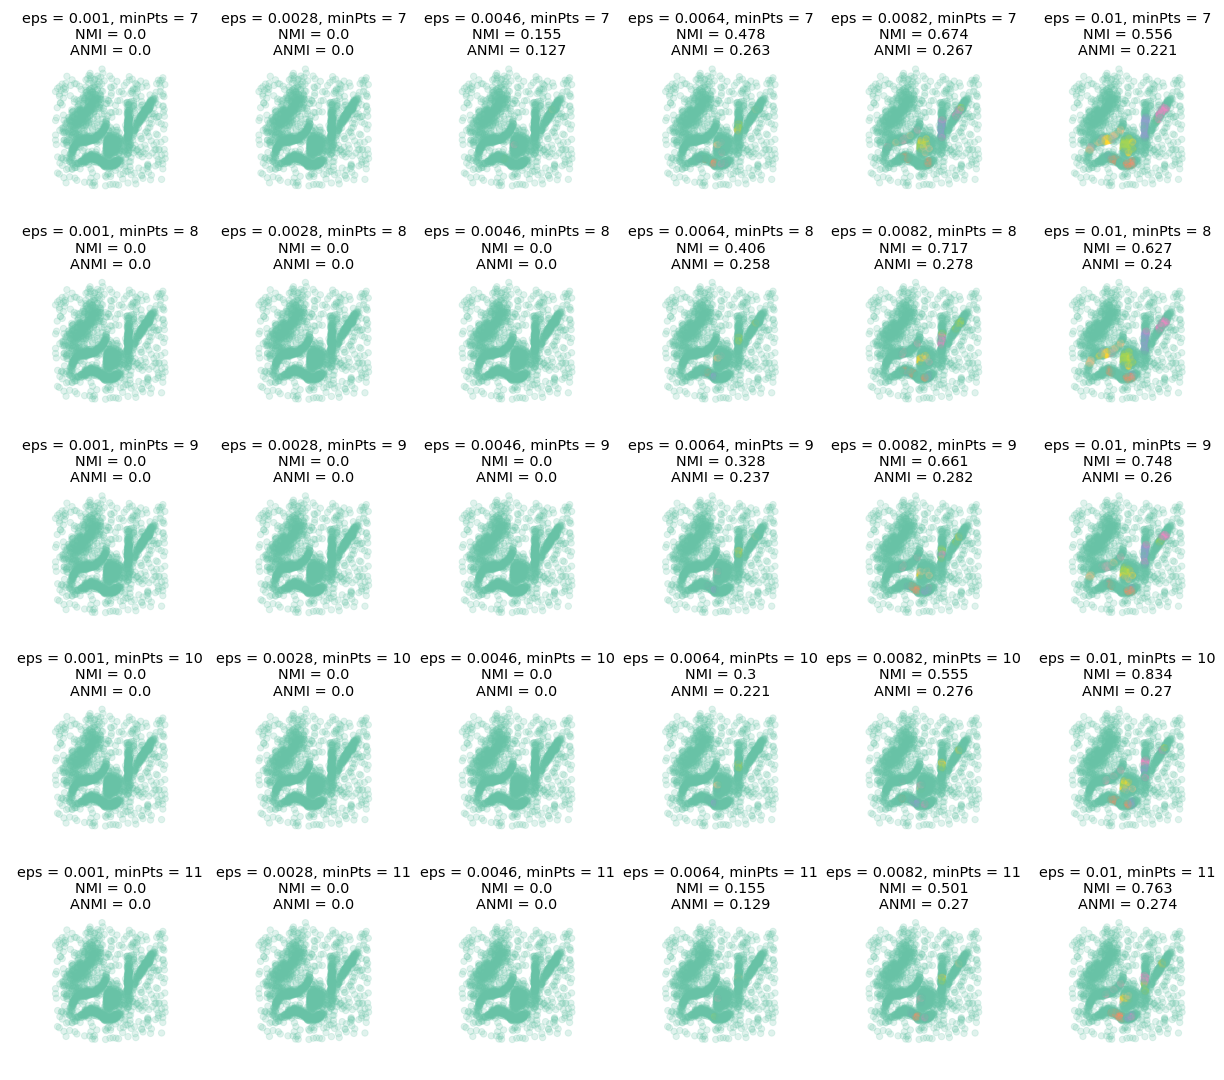 eps = 0.001, minPts = 7
NMI = 0.0
ANMI = 0.0
eps = 0.0028, minPts = 7
NMI = 0.0
ANMI = 0.0
eps = 0.0046, minPts = 7
NMI = 0.155
ANMI = 0.127
eps = 0.0064, minPts = 7
NMI = 0.478
ANMI = 0.263
eps = 0.0082, minPts = 7
NMI = 0.674
ANMI = 0.267
eps = 0.01, minPts = 7
NMI = 0.556
ANMI = 0.221
eps = 0.001, minPts = 8
NMI = 0.0
ANMI = 0.0
eps = 0.0028, minPts = 8
NMI = 0.0
ANMI = 0.0
eps = 0.0046, minPts = 8
NMI = 0.0
ANMI = 0.0
eps = 0.0064, minPts = 8
NMI = 0.406
ANMI = 0.258
eps = 0.0082, minPts = 8
NMI = 0.717
ANMI = 0.278
eps = 0.01, minPts = 8
NMI = 0.627
ANMI = 0.24
eps = 0.001, minPts = 9
NMI = 0.0
ANMI = 0.0
eps = 0.0028, minPts = 9
NMI = 0.0
ANMI = 0.0
eps = 0.0046, minPts = 9
NMI = 0.0
ANMI = 0.0
eps = 0.0064, minPts = 9
NMI = 0.328
ANMI = 0.237
eps = 0.0082, minPts = 9
NMI = 0.661
ANMI = 0.282
eps = 0.01, minPts = 9
NMI = 0.748
ANMI = 0.26
eps = 0.001, minPts = 10
NMI = 0.0
ANMI = 0.0
eps = 0.0028, minPts = 10
NMI = 0.0
ANMI = 0.0
eps = 0.0046, minPts = 10
NMI = 0.0
ANMI = 0.0
eps = 0.0064, minPts = 10
NMI = 0.3
ANMI = 0.221
eps = 0.0082, minPts = 10
NMI = 0.555
ANMI = 0.276
eps = 0.01, minPts = 10
NMI = 0.834
ANMI = 0.27
eps = 0.001, minPts = 11
NMI = 0.0
ANMI = 0.0
eps = 0.0028, minPts = 11
NMI = 0.0
ANMI = 0.0
eps = 0.0046, minPts = 11
NMI = 0.0
ANMI = 0.0
eps = 0.0064, minPts = 11
NMI = 0.155
ANMI = 0.129
eps = 0.0082, minPts = 11
NMI = 0.501
ANMI = 0.27
eps = 0.01, minPts = 11
NMI = 0.763
ANMI = 0.274